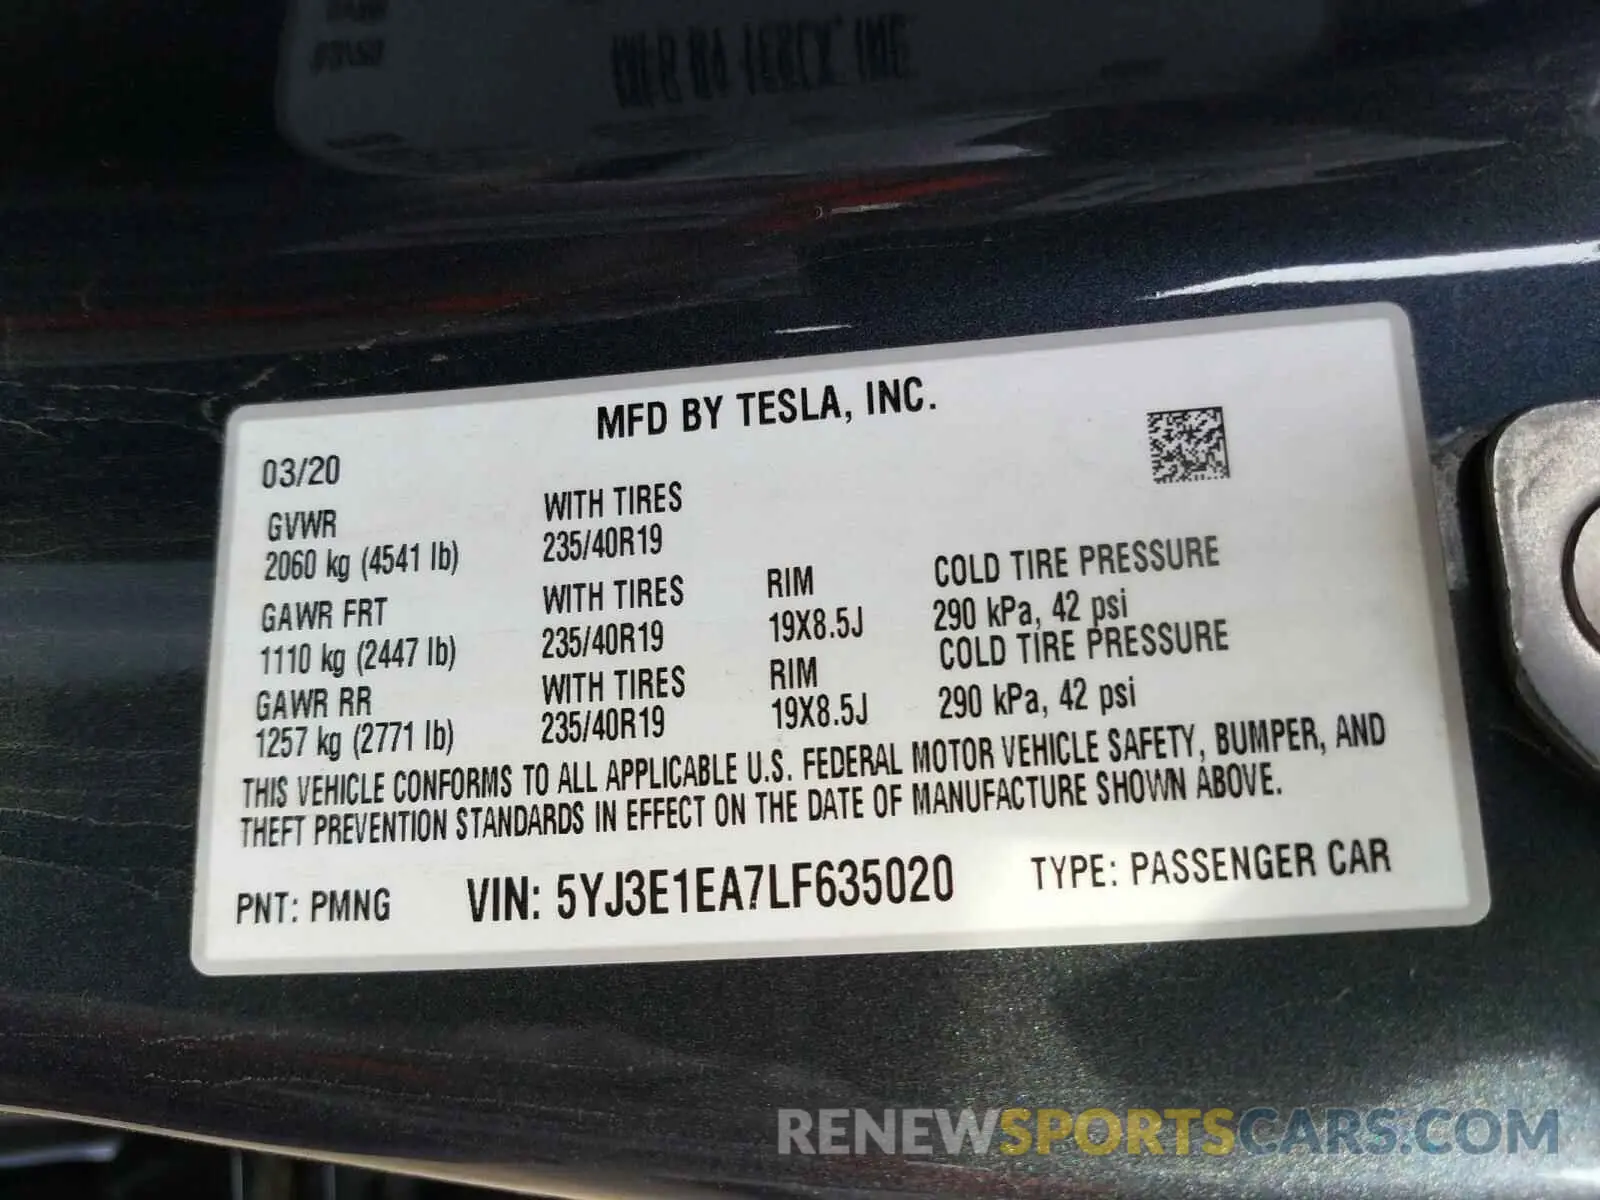 MFD BY TESLA, INC.
03/20
GVWR
2060 kg (4541 lb)
WITH TIRES
235/40R19
GAWR FRT
1110 kg (2447 lb)
WITH TIRES
235/40R19
RIM
19X8.5J
COLD TIRE PRESSURE
290 kPa, 42 psi
GAWR RR
1257 kg (2771 lb)
WITH TIRES
235/40R19
RIM
19X8.5J
COLD TIRE PRESSURE
290 kPa, 42 psi
THIS VEHICLE CONFORMS TO ALL APPLICABLE U.S. FEDERAL MOTOR VEHICLE SAFETY, BUMPER, AND
THEFT PREVENTION STANDARDS IN EFFECT ON THE DATE OF MANUFACTURE SHOWN ABOVE.
PNT: PMNG
VIN: 5YJ3E1EA7LF635020
TYPE: PASSENGER CAR
RENEWSPORTSCARS.COM